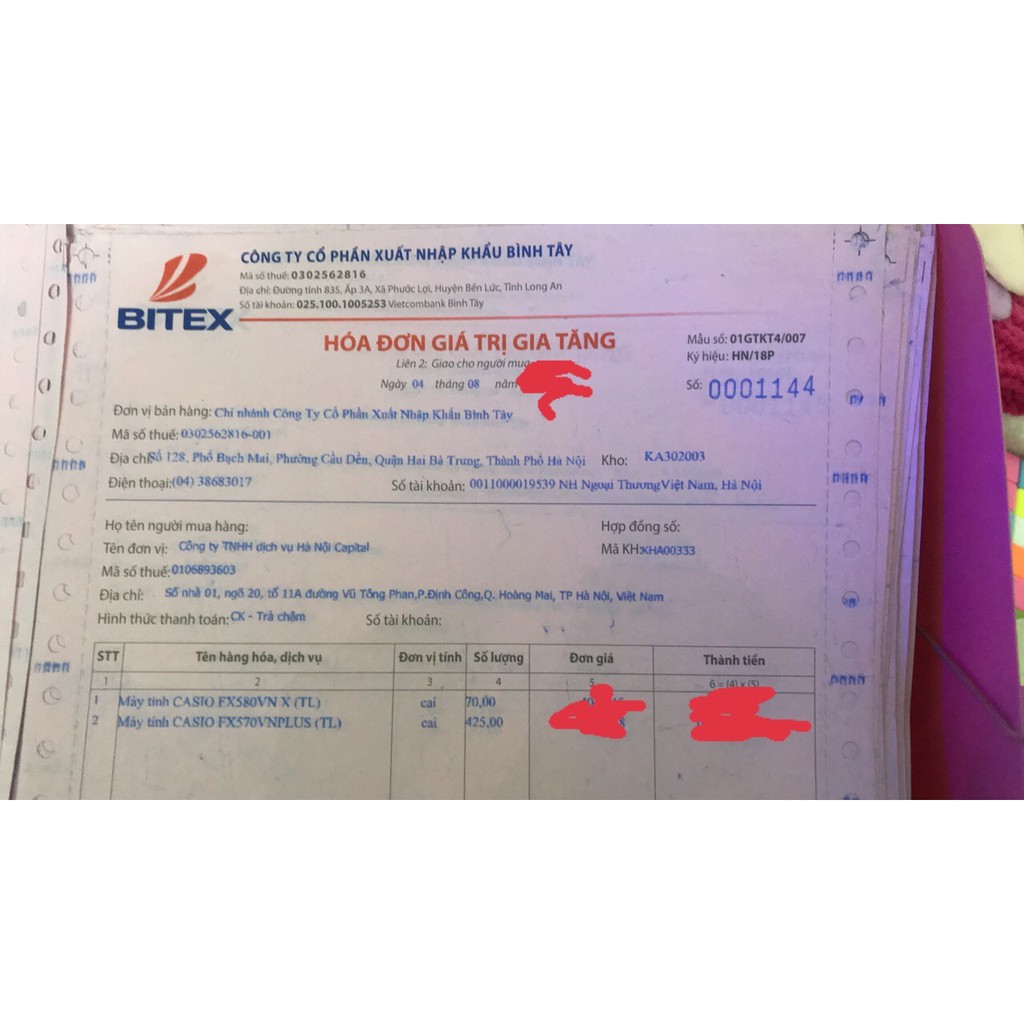 CÔNG TY CỔ PHẦN XUẤT NHẬP KHẨU BÌNH TÂY
Mã số thuế: 0302562816
Địa chỉ: Đường tỉnh 835, Ấp 3A, Xã Phước Lợi, Huyện Bến Lức, Tỉnh Long An
Số tài khoản: 025.100.1005253 Vietcombank Bình Tây
BITEX
HÓA ĐƠN GIÁ TRỊ GIA TĂNG
Liên 2: Giao cho người mua
Ngày 04 tháng 08 năm
Mẫu số: 01GTKT4/007
Ký hiệu: HN/18P
Số: 0001144
Đơn vị bán hàng: Chi nhánh Công Ty Cổ Phần Xuất Nhập Khẩu Bình Tây
Mã số thuế: 0302562816-001
Địa chỉ: Số 128, Phố Bạch Mai, Phường Cầu Dền, Quận Hai Bà Trung, Thành Phố Hà Nội Kho: KA302003
Điện thoại: (04) 38683017 Số tài khoản: 0011000019539 NH Ngoại ThươngViệt Nam, Hà Nội
Họ tên người mua hàng: Hợp đồng số:
Tên đơn vị: Công ty TNHH dịch vụ Hà Nội Capital Mã KH: KHA00333
Mã số thuế: 0106893603
Địa chỉ: Số nhà 01, ngõ 20, tổ 11A đường Vũ Tông Phan,P.Định Công,Q. Hoàng Mai, TP Hà Nội, Việt Nam
Hình thức thanh toán: CK - Trả chậm Số tài khoản:
STT Tên hàng hóa, dịch vụ Đơn vị tính Số lượng Đơn giá Thành tiền
1 2 3 4 5 6 = (4) x (5)
1 Máy tính CASIO FX580VN X (TL) cai 70,00
2 Máy tính CASIO FX570VNPLUS (TL) cai 425,00